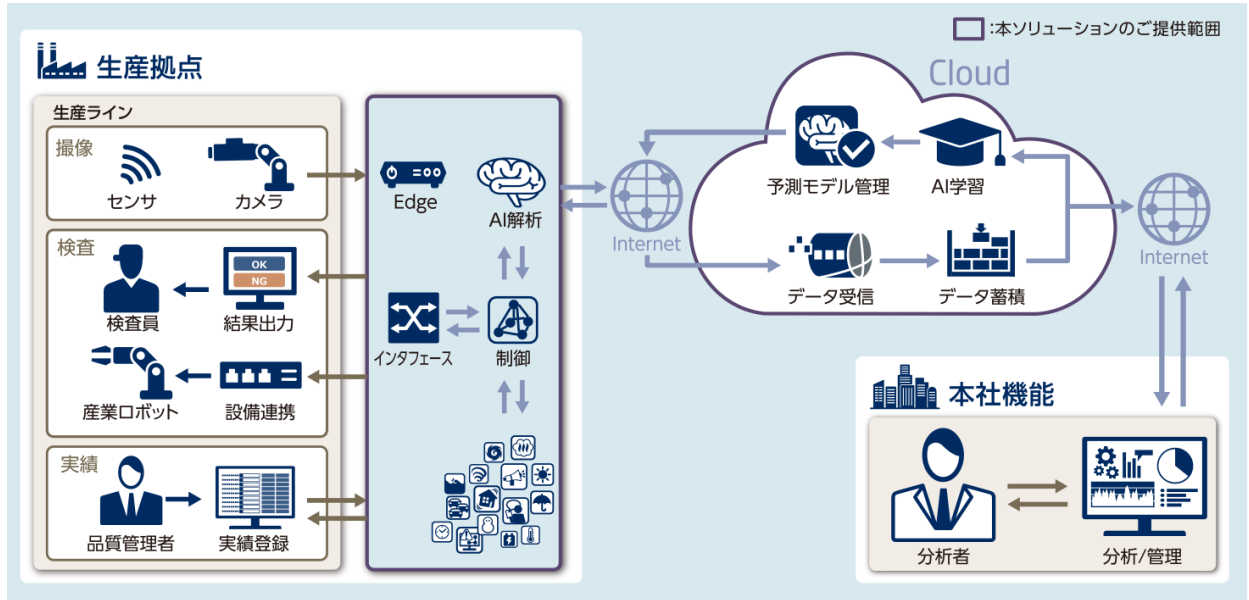 :本ソリューションのご提供範囲
生産拠点
生産ライン
撮像
センサ
カメラ
検査
OK
NG
検査員
結果出力
産業ロボット
設備連携
実績
品質管理者
実績登録
Edge
AI解析
インタフェース
制御
Internet
Cloud
予測モデル管理
AI学習
データ受信
データ蓄積
Internet
本社機能
分析者
分析/管理